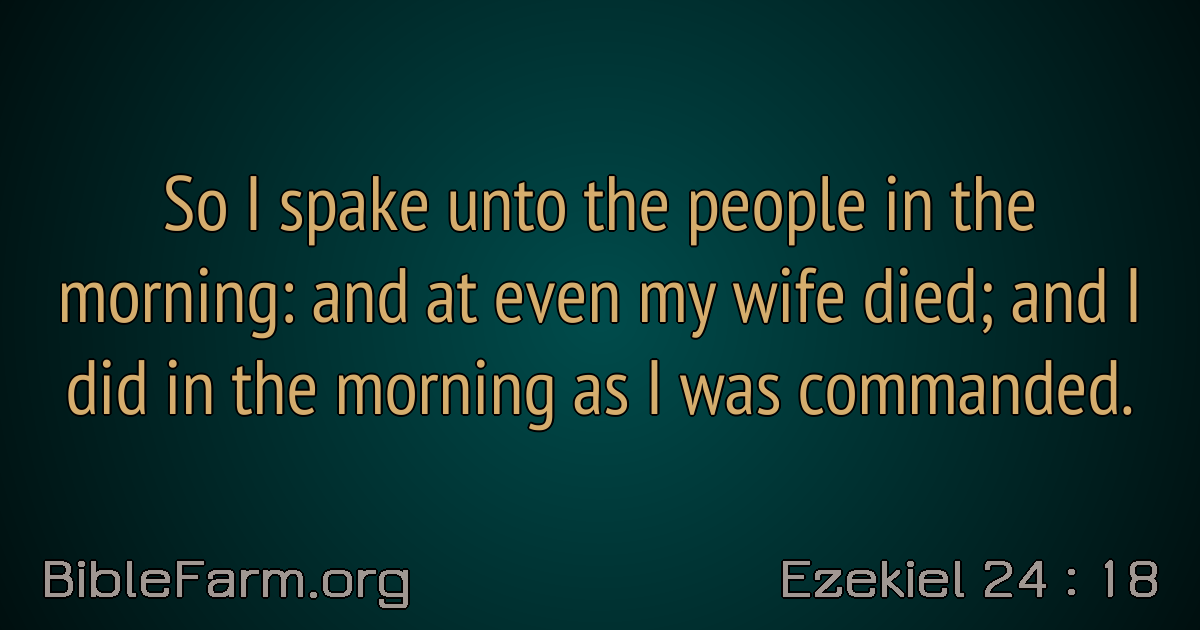 So I spake unto the people in the
morning: and at even my wife died; and I
did in the morning as I was commanded.
BibleFarm.org
Ezekiel 24 : 18